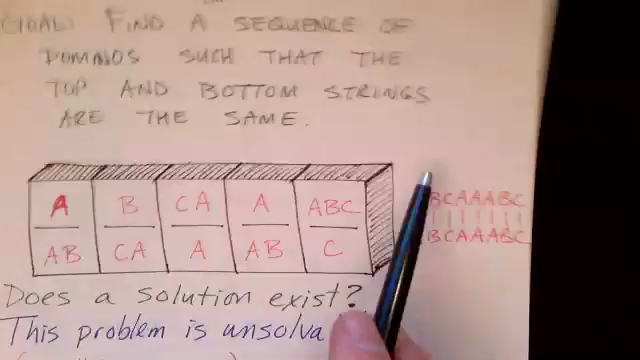 GOAL: FIND A SEQUENCE OF
DOMINOS SUCH THAT THE
TOP AND BOTTOM STRINGS
ARE THE SAME.
A B CA A ABC
AB CA A AB C
BCAAABC
BCAAABC
Does a solution exist?
This problem is unsolva